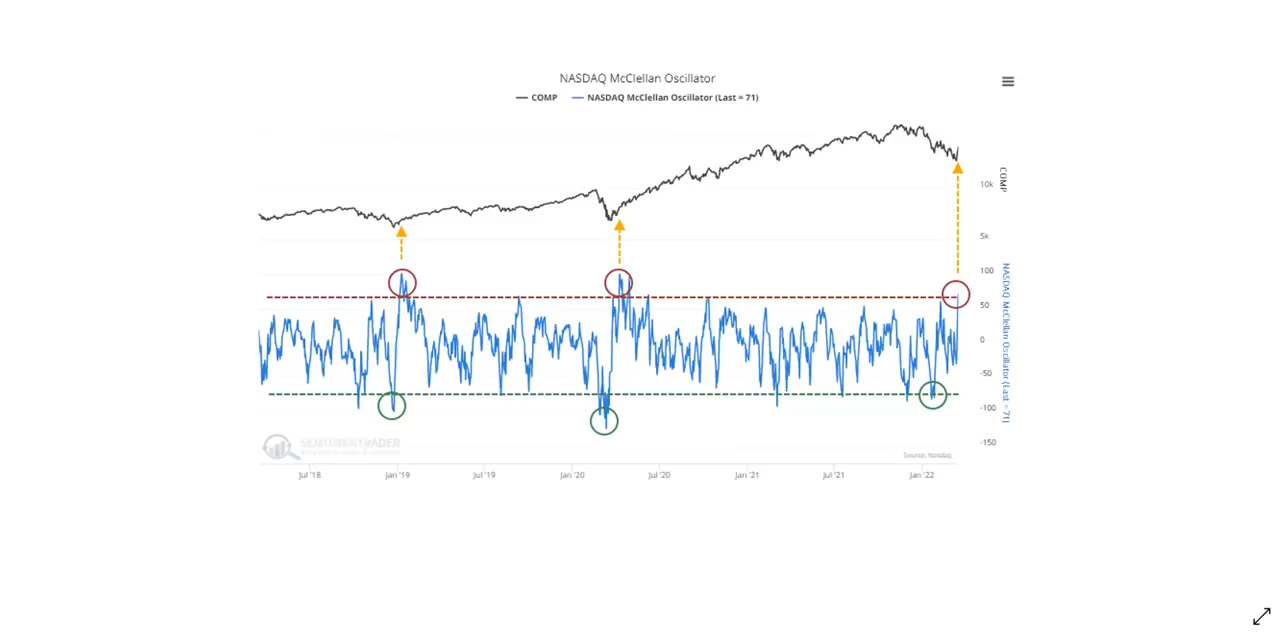 NASDAQ McClellan Oscillator
COMP NASDAQ McClellan Oscillator (Last = 71)
COMP
10k
5k
100
50
0
-50
-100
-150
NASDAQ McClellan Oscillator (Last = 71)
SENTIMENTRADER
Source: Nasdaq
Jul '18 Jan '19 Jul '19 Jan '20 Jul '20 Jan '21 Jul '21 Jan '22